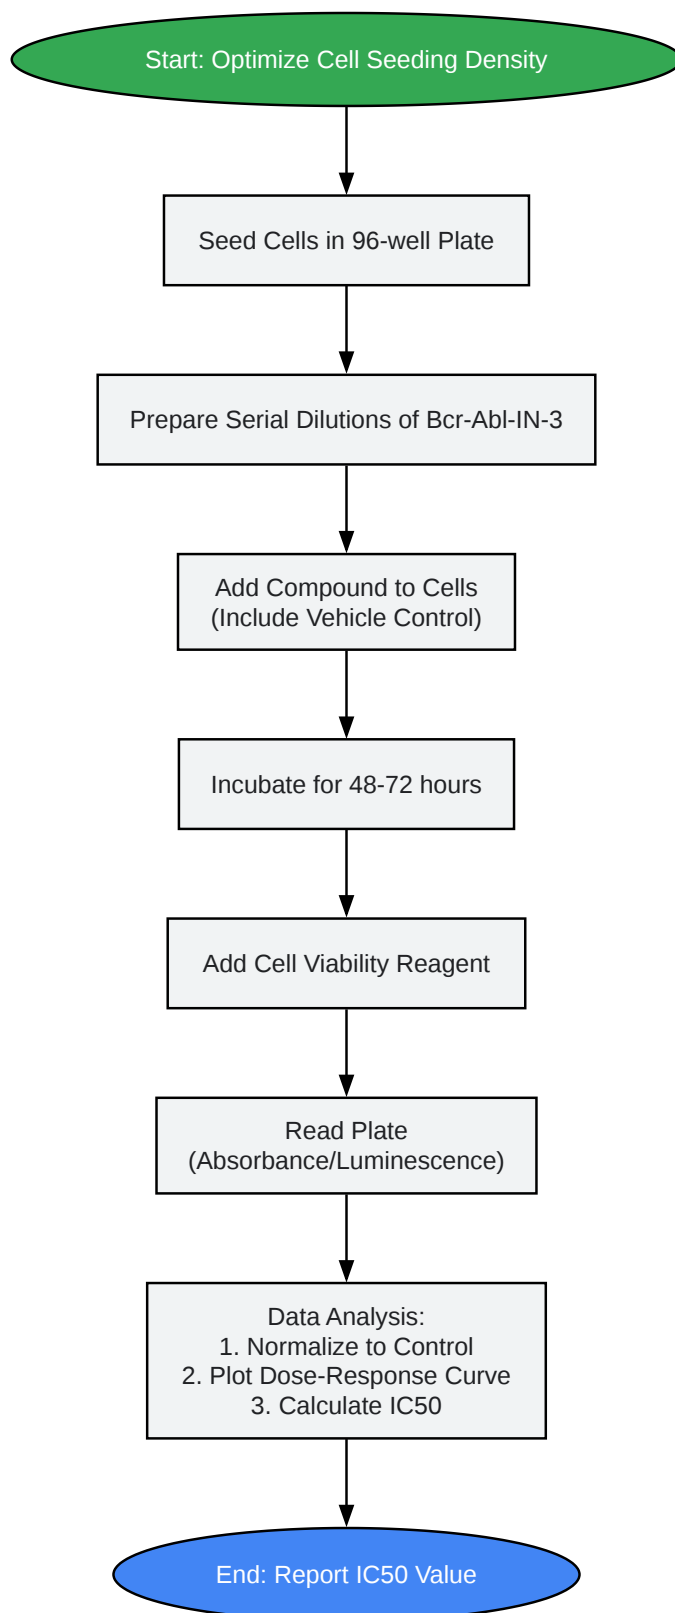 Start: Optimize Cell Seeding Density
Seed Cells in 96-well Plate
Prepare Serial Dilutions of Bcr-Abl-IN-3
Add Compound to Cells
(Include Vehicle Control)
Incubate for 48-72 hours
Add Cell Viability Reagent
Read Plate
(Absorbance/Luminescence)
Data Analysis:
1. Normalize to Control
2. Plot Dose-Response Curve
3. Calculate IC50
End: Report IC50 Value